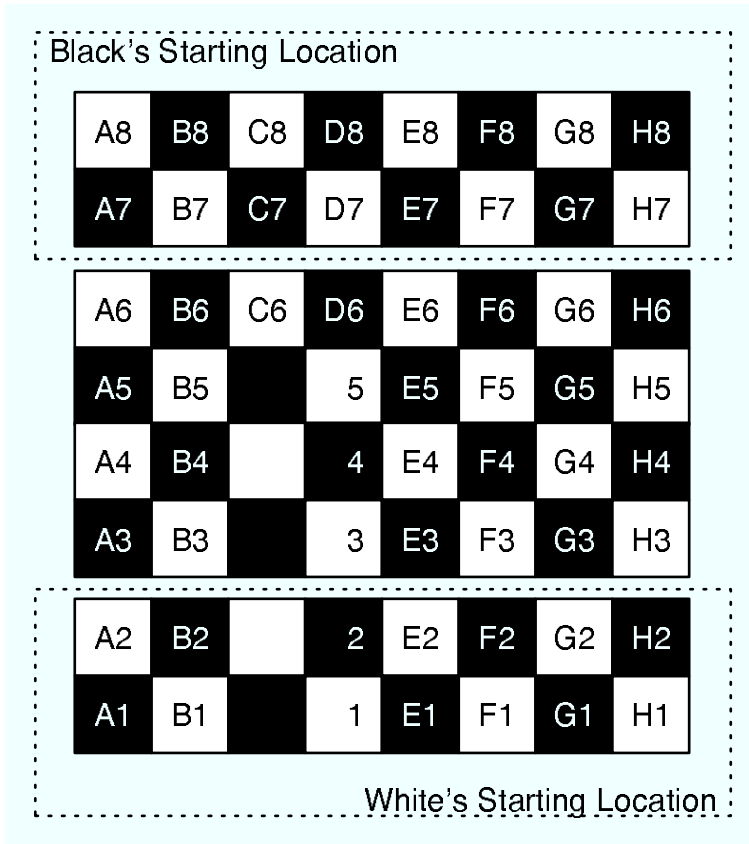 Black's Starting Location
A8 B8 C8 D8 E8 F8 G8 H8
A7 B7 C7 D7 E7 F7 G7 H7
A6 B6 C6 D6 E6 F6 G6 H6
A5 B5 5 E5 F5 G5 H5
A4 B4 4 E4 F4 G4 H4
A3 B3 3 E3 F3 G3 H3
A2 B2 2 E2 F2 G2 H2
A1 B1 1 E1 F1 G1 H1
White's Starting Location